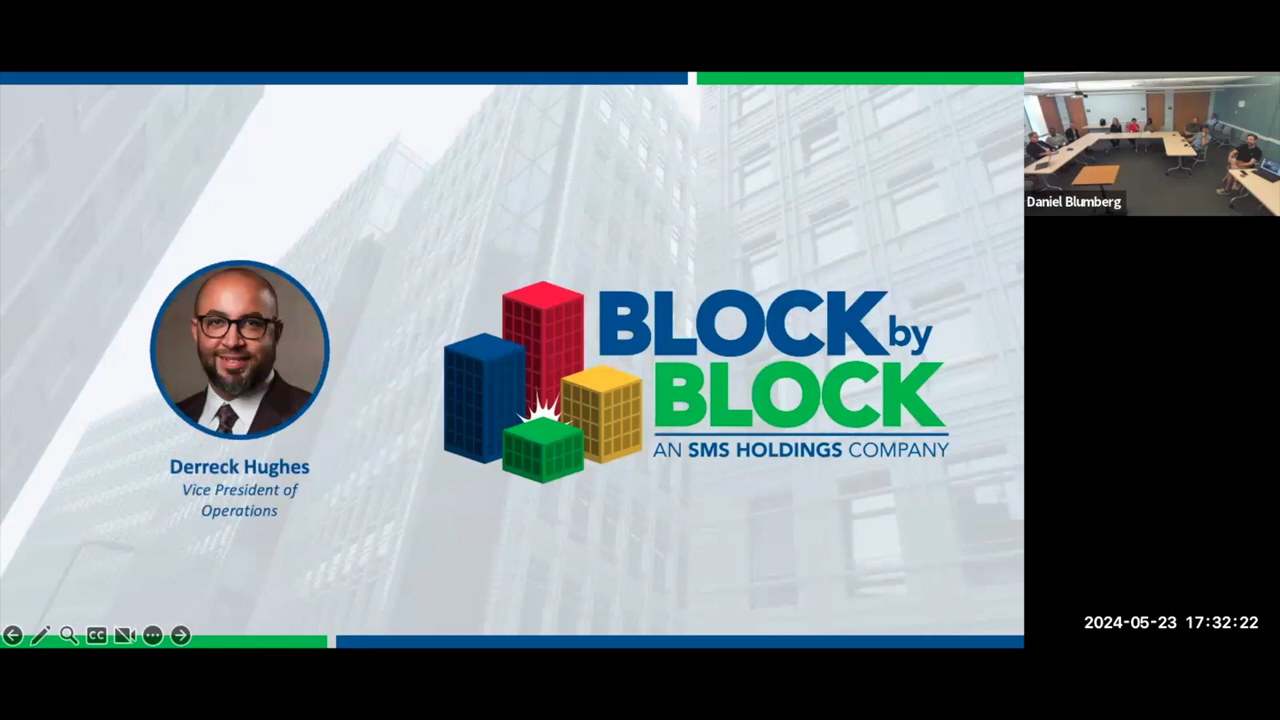 Daniel Blumberg
BLOCK by
BLOCK
AN SMS HOLDINGS COMPANY
Derreck Hughes
Vice President of
Operations
CC
2024-05-23 17:32:22